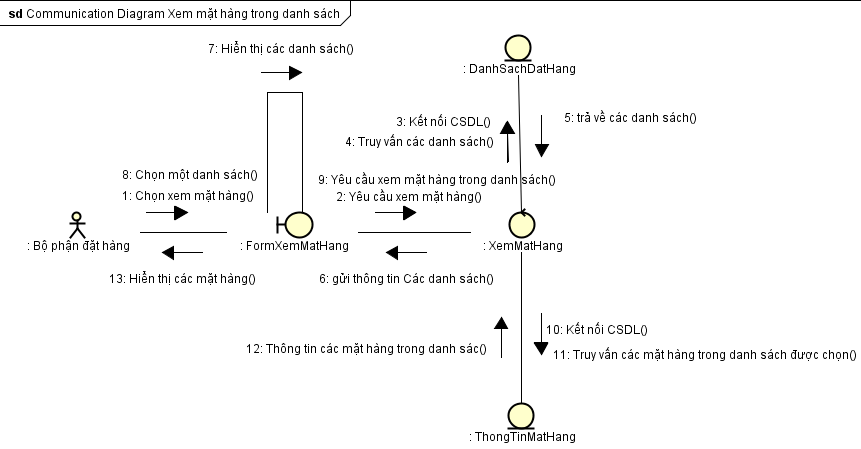 sd Communication Diagram Xem mặt hàng trong danh sách
7: Hiển thị các danh sách()
: DanhSachDatHang
3: Kết nối CSDL()
5: trả về các danh sách()
4: Truy vấn các danh sách()
8: Chọn một danh sách()
9: Yêu cầu xem mặt hàng trong danh sách()
1: Chọn xem mặt hàng()
2: Yêu cầu xem mặt hàng()
: Bộ phận đặt hàng
: FormXemMatHang
: XemMatHang
13: Hiển thị các mặt hàng()
6: gửi thông tin Các danh sách()
10: Kết nối CSDL()
12: Thông tin các mặt hàng trong danh sác()
11: Truy vấn các mặt hàng trong danh sách được chọn()
: ThongTinMatHang